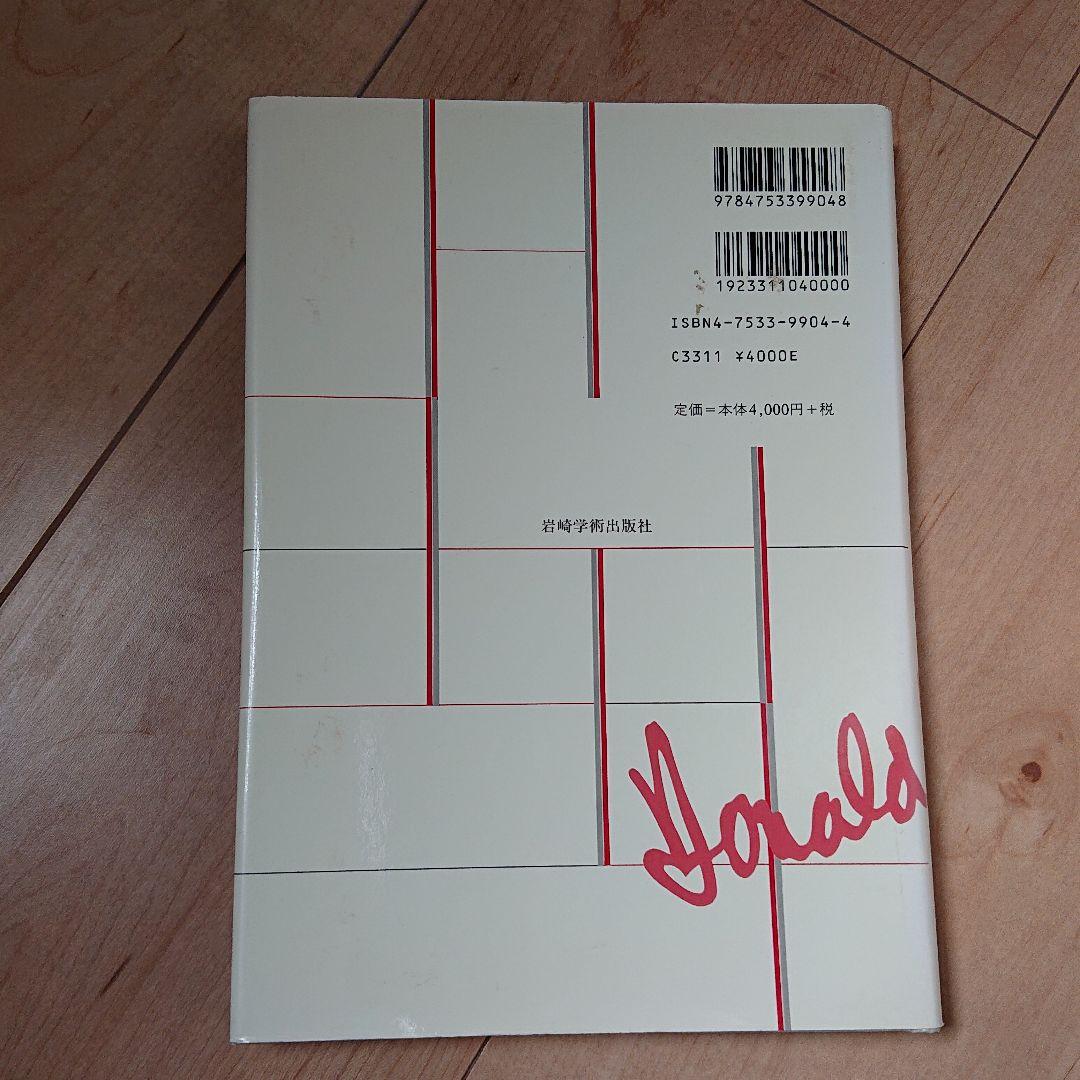 9784753399048
1923311040000
ISBN4-7533-9904-4
C3311 ¥4000E
定価＝本体4,000円＋税
岩崎学術出版社
Donald